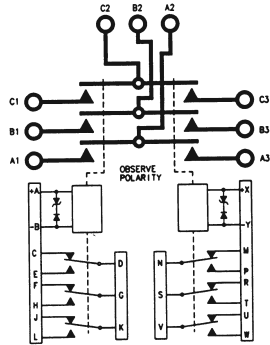 C2 B2 A2
C1 C3
B1 B3
A1 A3
OBSERVE
POLARITY
+A +X
-B -Y
C M
D N
E P
F R
G S
H T
J U
K V
L W